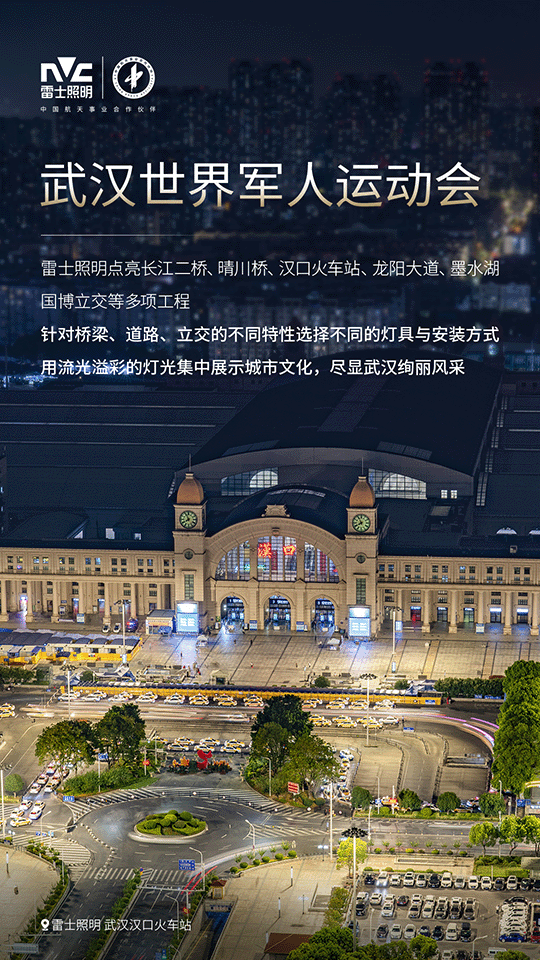 NVC
雷士照明
中国航天事业合作伙伴
武汉世界军人运动会
雷士照明点亮长江二桥、晴川桥、汉口火车站、龙阳大道、墨水湖
国博立交等多项工程
针对桥梁、道路、立交的不同特性选择不同的灯具与安装方式
用流光溢彩的灯光集中展示城市文化，尽显武汉绚丽风采
漢口
雷士照明 武汉汉口火车站